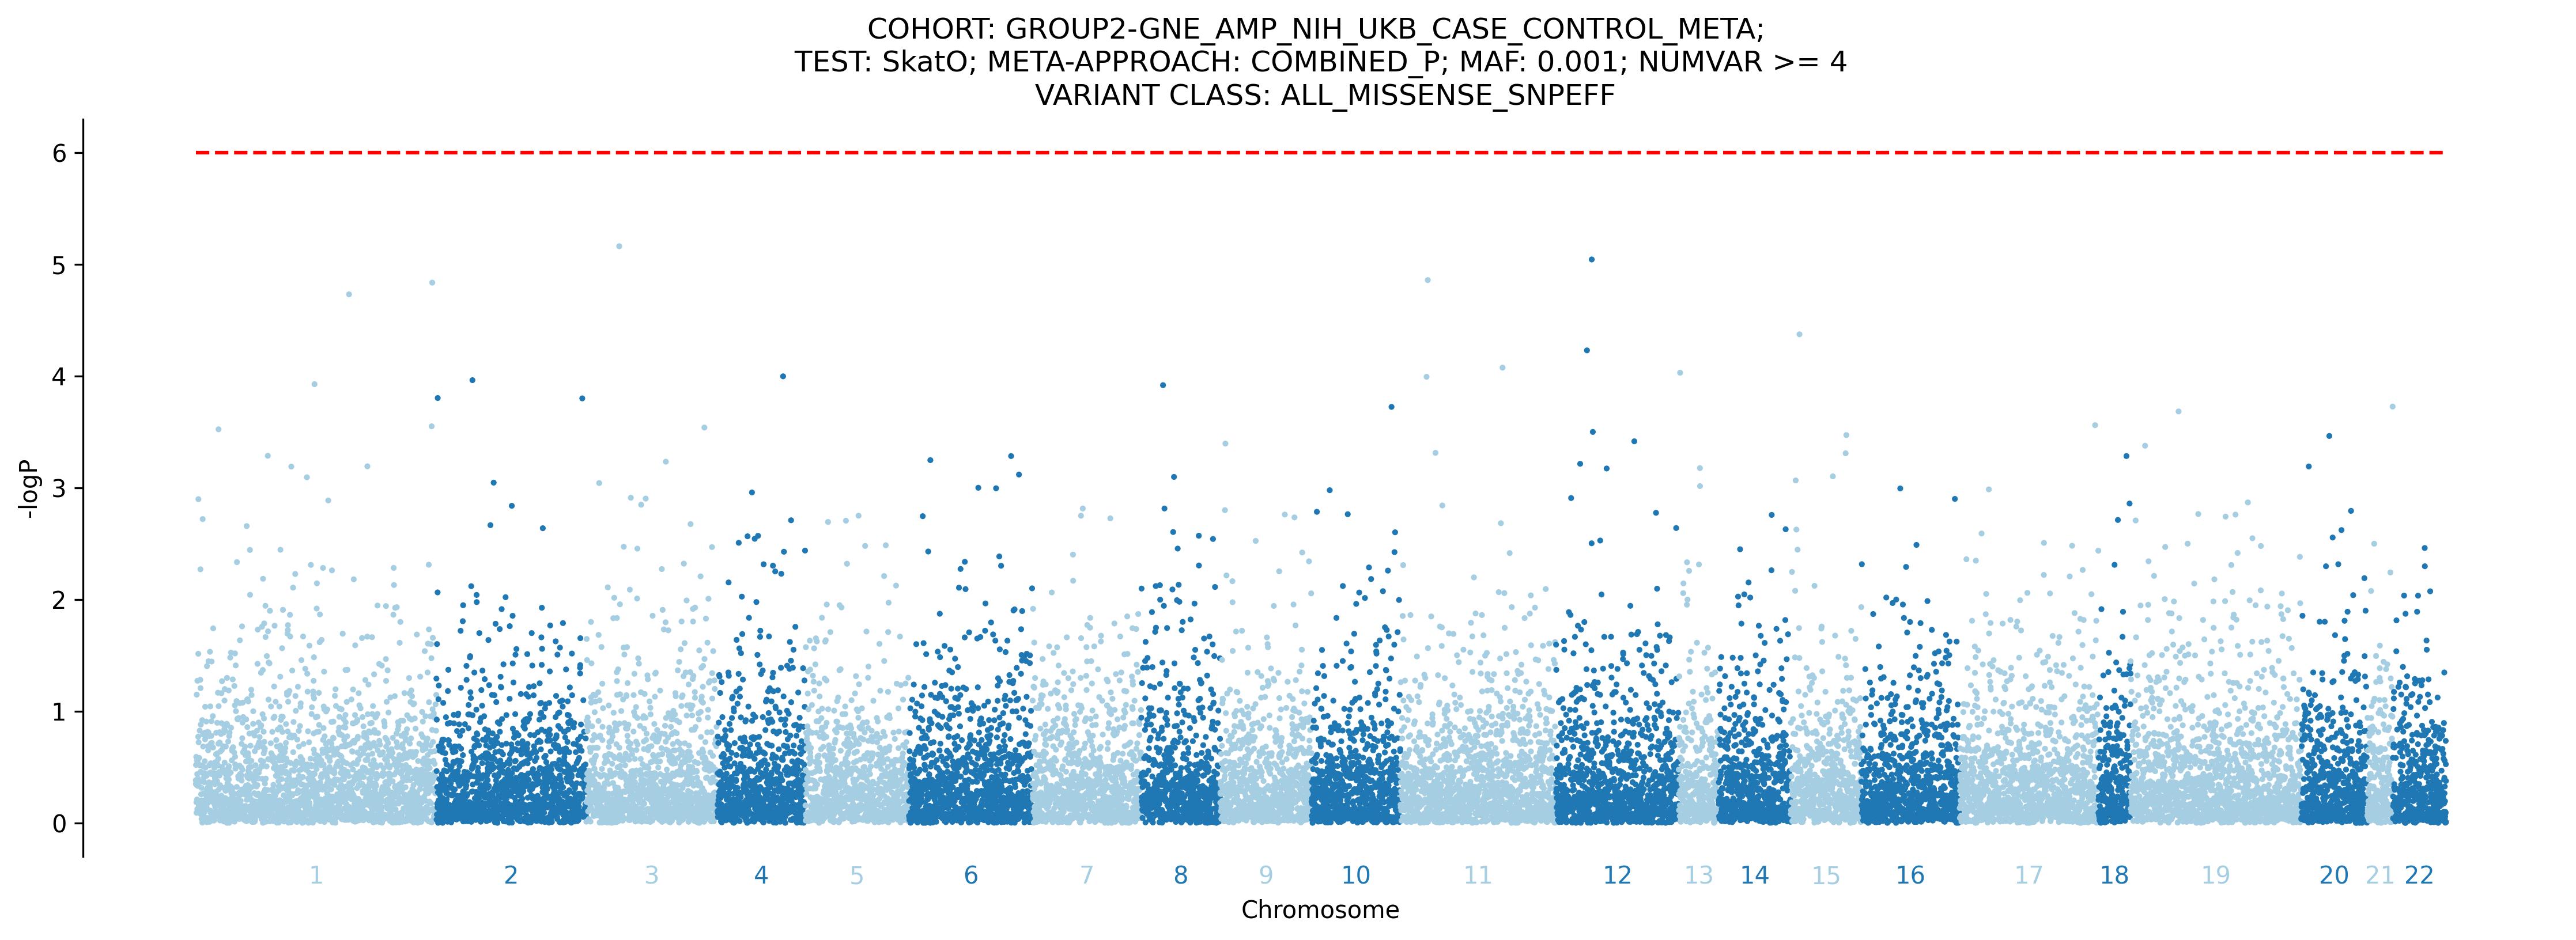 COHORT: GROUP2-GNE_AMP_NIH_UKB_CASE_CONTROL_META;
TEST: SkatO; META-APPROACH: COMBINED_P; MAF: 0.001; NUMVAR >= 4
VARIANT CLASS: ALL_MISSENSE_SNPEFF
6
5
4
3
2
1
0
-logP
1 2 3 4 5 6 7 8 9 10 11 12 13 14 15 16 17 18 19 20 21 22
Chromosome